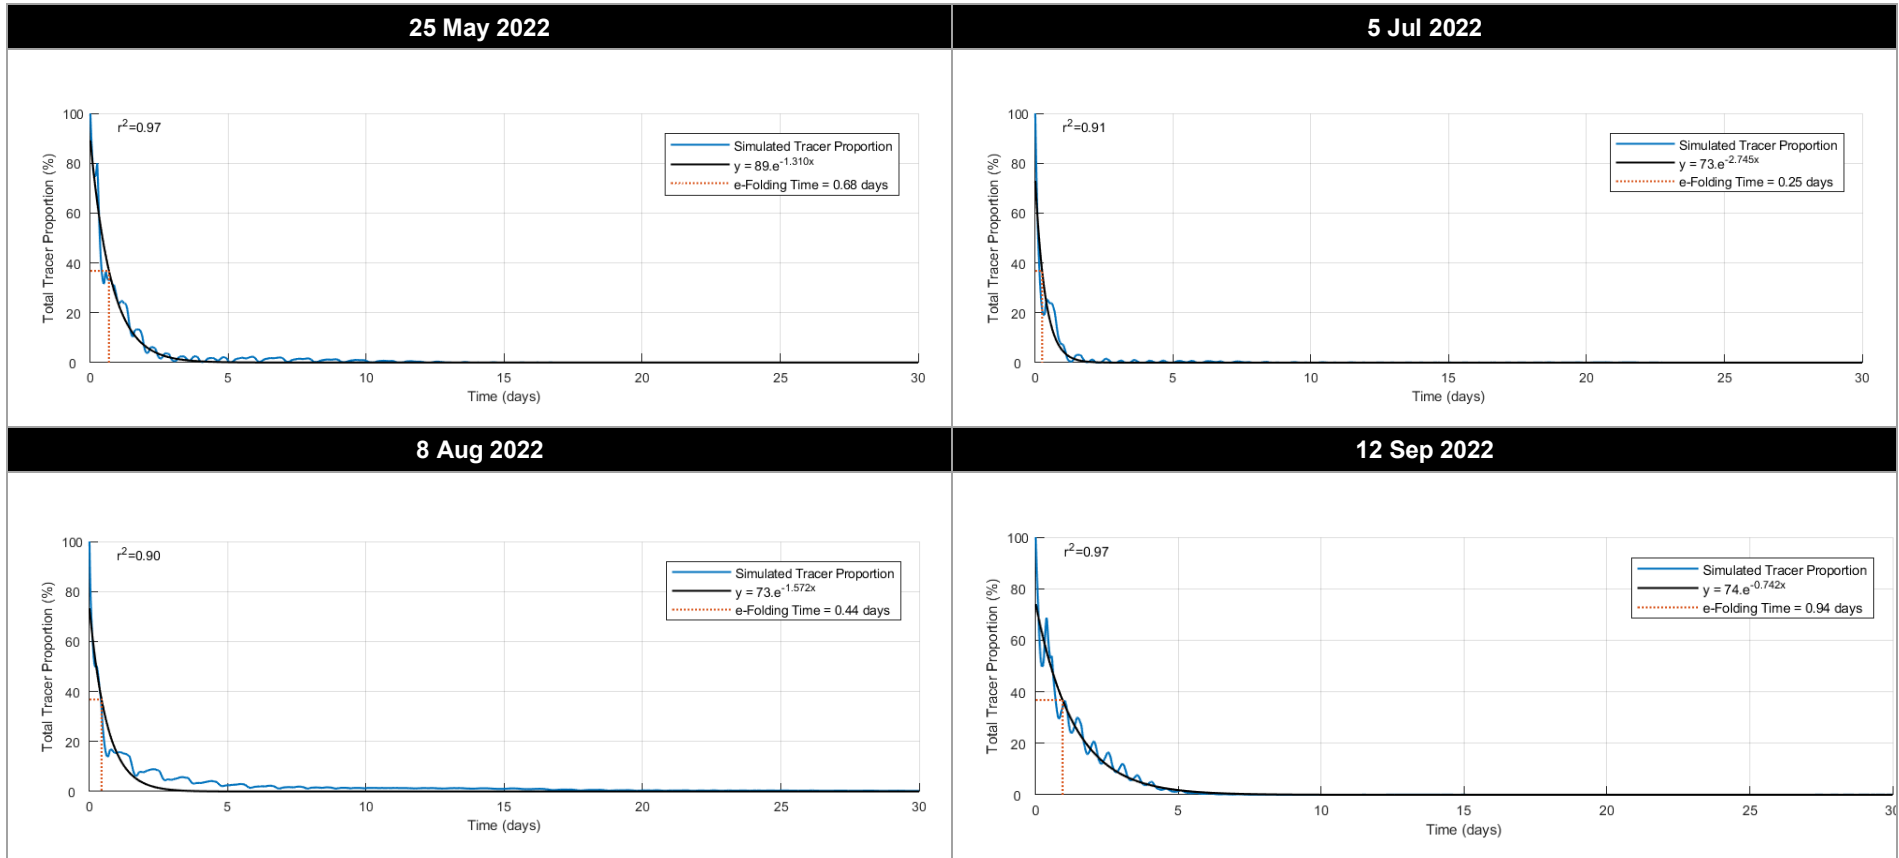 25 May 2022
r²=0.97
Simulated Tracer Proportion
y = 89.e^-1.310x
e-Folding Time = 0.68 days
Total Tracer Proportion (%)
100
80
60
40
20
0
0 5 10 15 20 25 30
Time (days)
5 Jul 2022
r²=0.91
Simulated Tracer Proportion
y = 73.e^-2.745x
e-Folding Time = 0.25 days
Total Tracer Proportion (%)
100
80
60
40
20
0
0 5 10 15 20 25 30
Time (days)
8 Aug 2022
r²=0.90
Simulated Tracer Proportion
y = 73.e^-1.572x
e-Folding Time = 0.44 days
Total Tracer Proportion (%)
100
80
60
40
20
0
0 5 10 15 20 25 30
Time (days)
12 Sep 2022
r²=0.97
Simulated Tracer Proportion
y = 74.e^-0.742x
e-Folding Time = 0.94 days
Total Tracer Proportion (%)
100
80
60
40
20
0
0 5 10 15 20 25 30
Time (days)